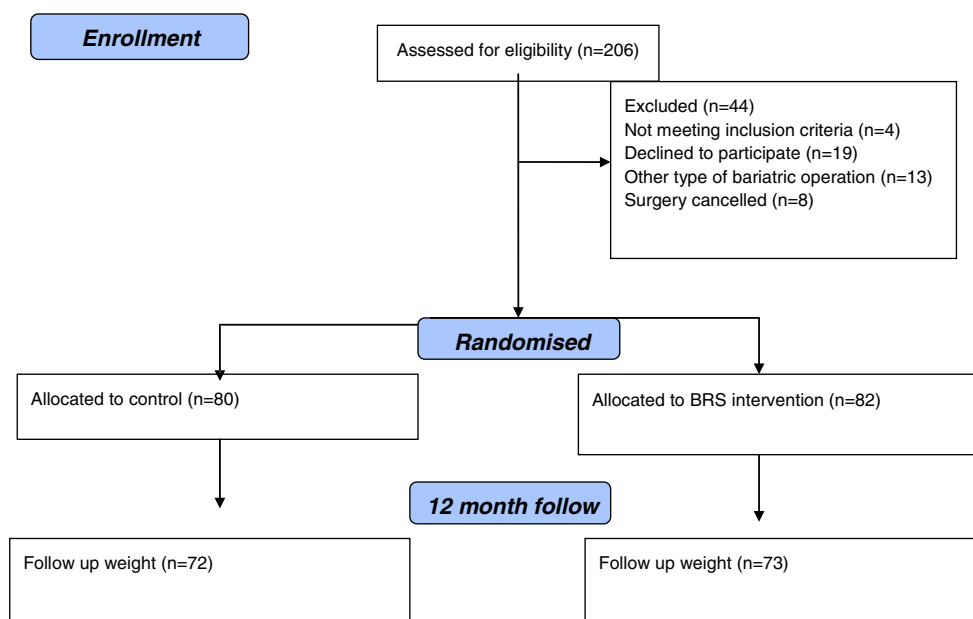 Enrollment
Assessed for eligibility (n=206)
Excluded (n=44)
Not meeting inclusion criteria (n=4)
Declined to participate (n=19)
Other type of bariatric operation (n=13)
Surgery cancelled (n=8)
Randomised
Allocated to control (n=80)
Allocated to BRS intervention (n=82)
12 month follow
Follow up weight (n=72)
Follow up weight (n=73)